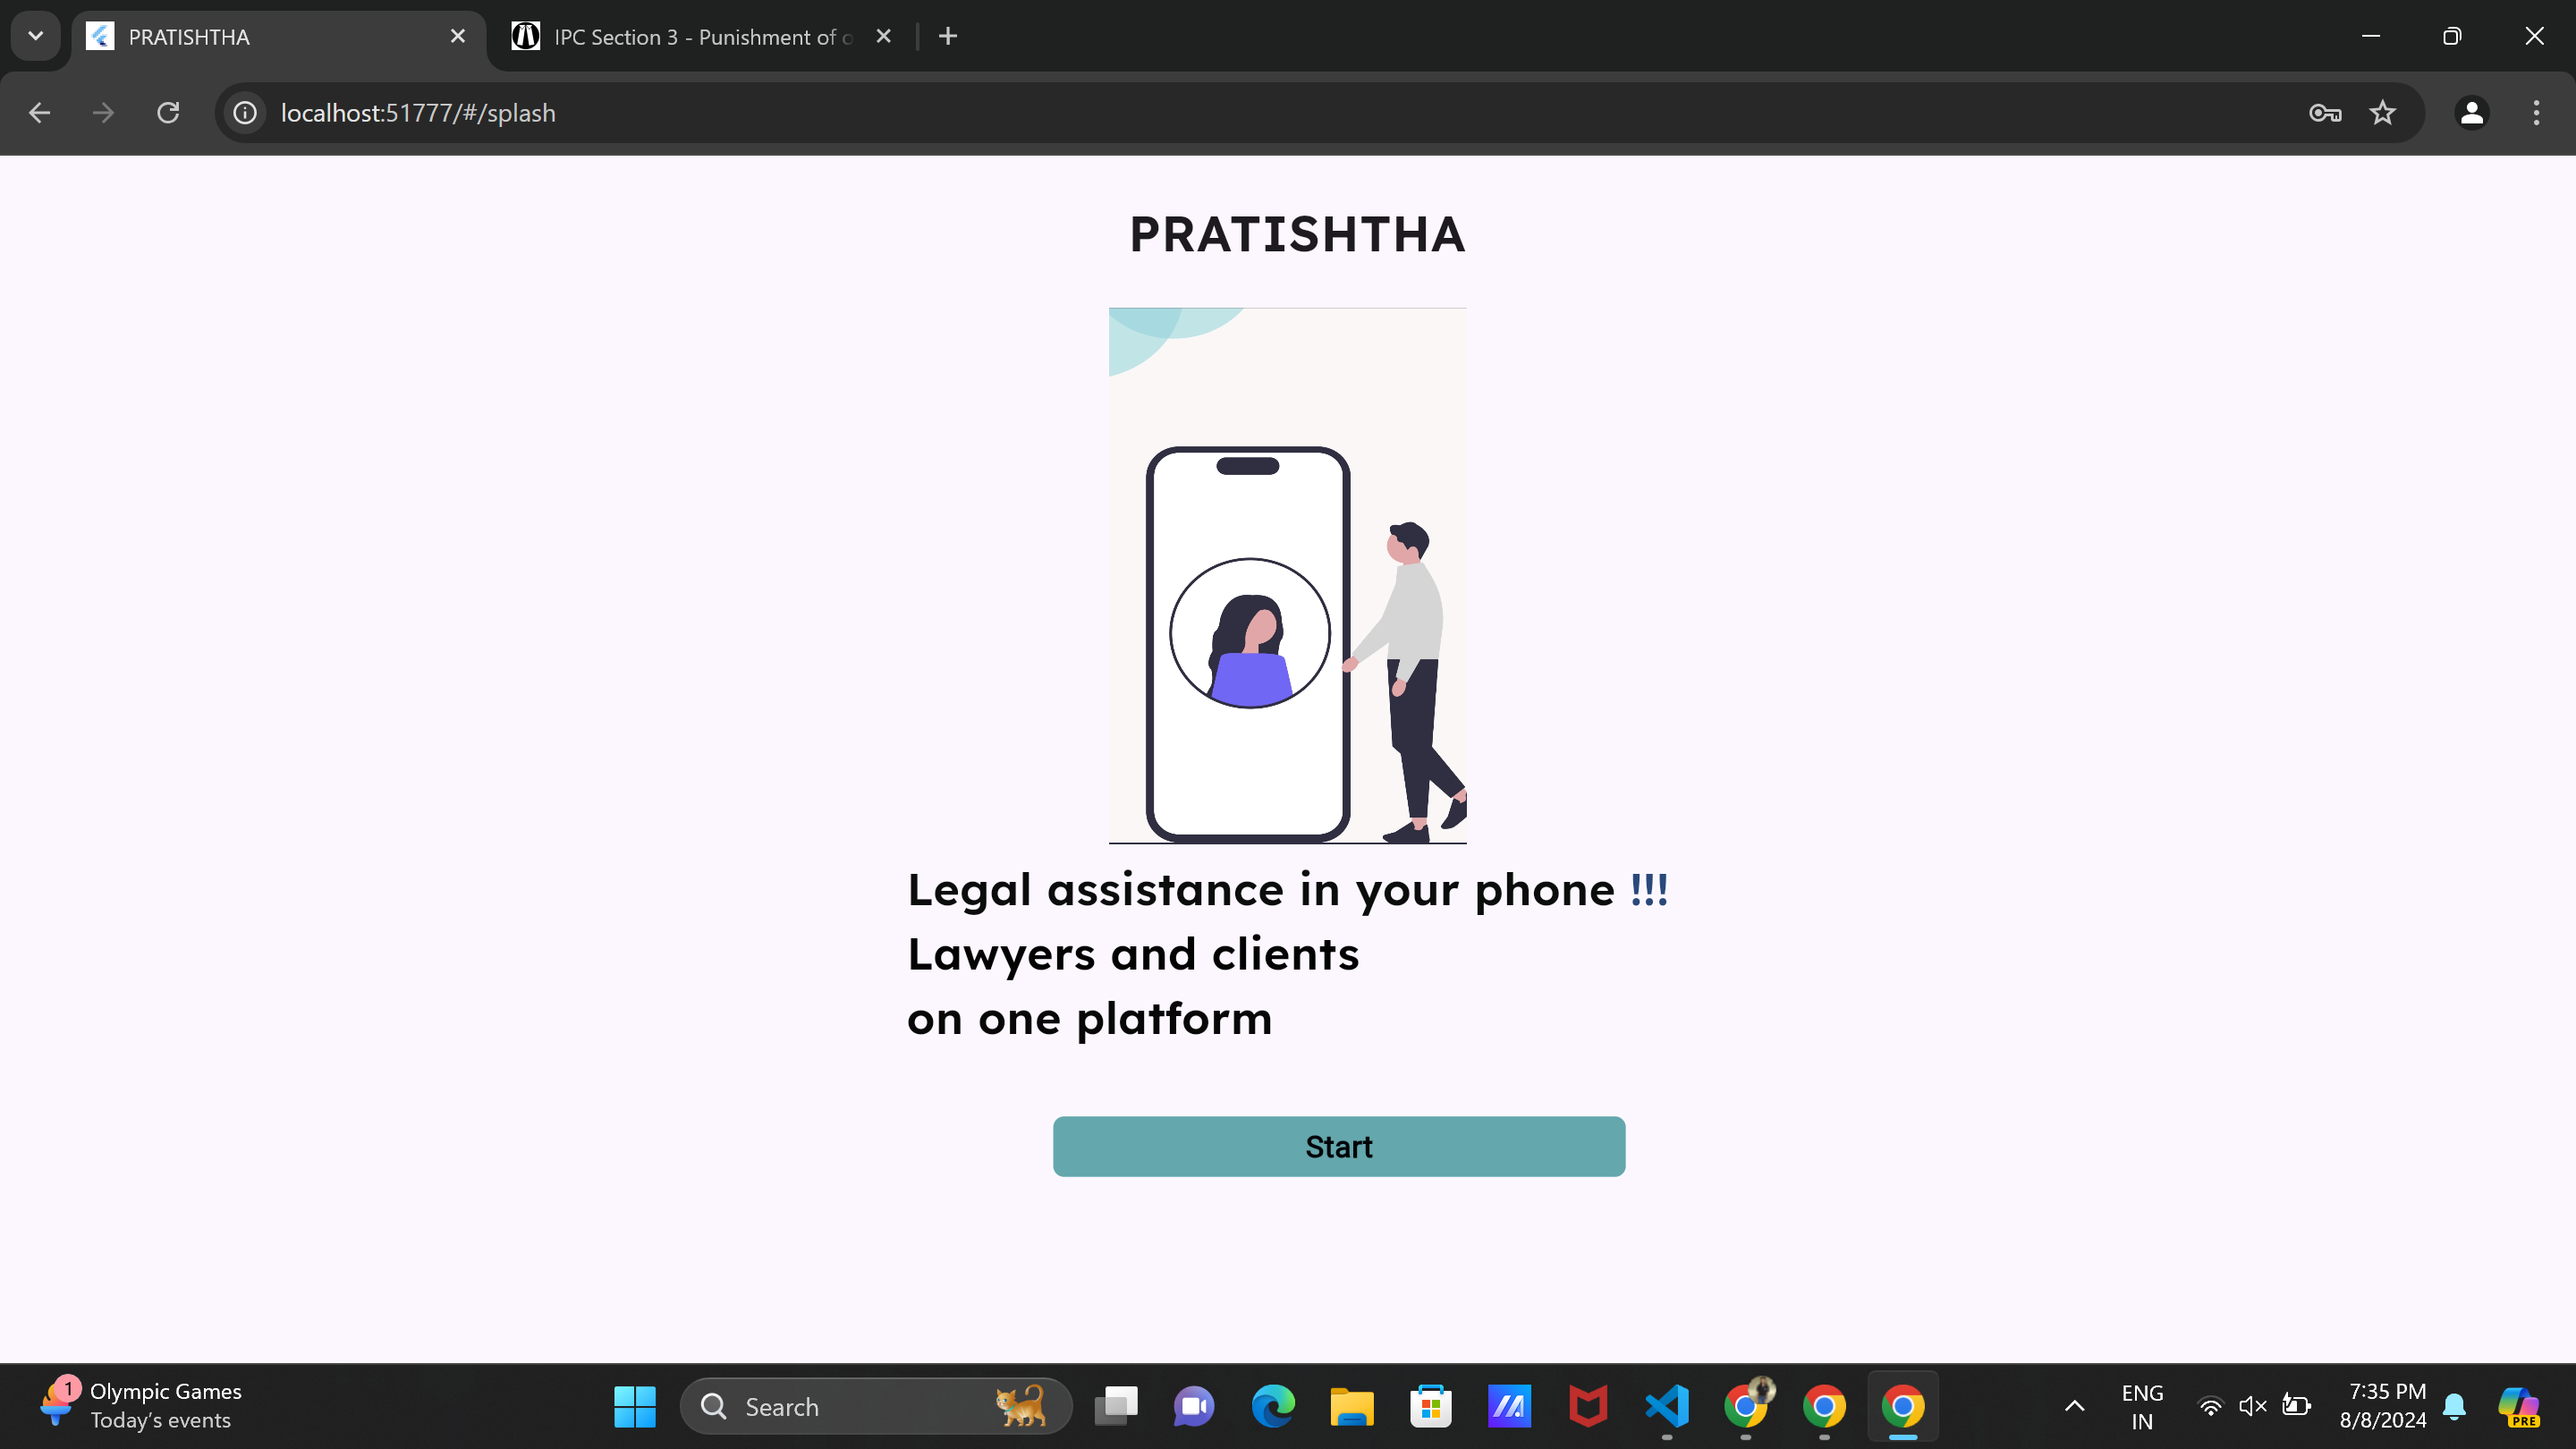 PRATISHTHA
IPC Section 3 - Punishment of o
localhost:51777/#/splash
PRATISHTHA
Legal assistance in your phone !!!
Lawyers and clients
on one platform
Start
1
Olympic Games
Today's events
Search
ENG
IN
7:35 PM
8/8/2024
PRE